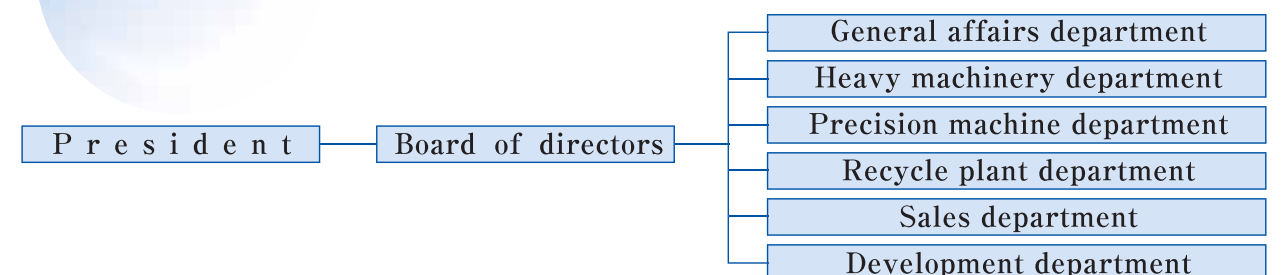 General affairs department
Heavy machinery department
Precision machine department
President
Board of directors
Recycle plant department
Sales department
Development department